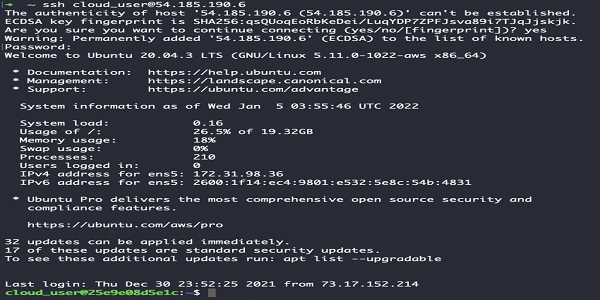 → ~ ssh cloud_user@54.185.190.6
The authenticity of host '54.185.190.6 (54.185.190.6)' can't be established.
ECDSA key fingerprint is SHA256:qsQUoqEoRbKeDei/LuqYDP7ZPFJsva89i7TJqJjskjk.
Are you sure you want to continue connecting (yes/no/[fingerprint])? yes
Warning: Permanently added '54.185.190.6' (ECDSA) to the list of known hosts.
Password:
Welcome to Ubuntu 20.04.3 LTS (GNU/Linux 5.11.0-1022-aws x86_64)
* Documentation: https://help.ubuntu.com
* Management: https://landscape.canonical.com
* Support: https://ubuntu.com/advantage
System information as of Wed Jan 5 03:55:46 UTC 2022
System load: 0.16
Usage of /: 26.5% of 19.32GB
Memory usage: 18%
Swap usage: 0%
Processes: 210
Users logged in: 0
IPv4 address for ens5: 172.31.98.36
IPv6 address for ens5: 2600:1f14:ec4:9801:e532:5e8c:54b:4831
* Ubuntu Pro delivers the most comprehensive open source security and
compliance features.
https://ubuntu.com/aws/pro
32 updates can be applied immediately.
17 of these updates are standard security updates.
To see these additional updates run: apt list --upgradable
Last login: Thu Dec 30 23:52:25 2021 from 73.17.152.214
cloud_user@25e9e08d5e1c:~$